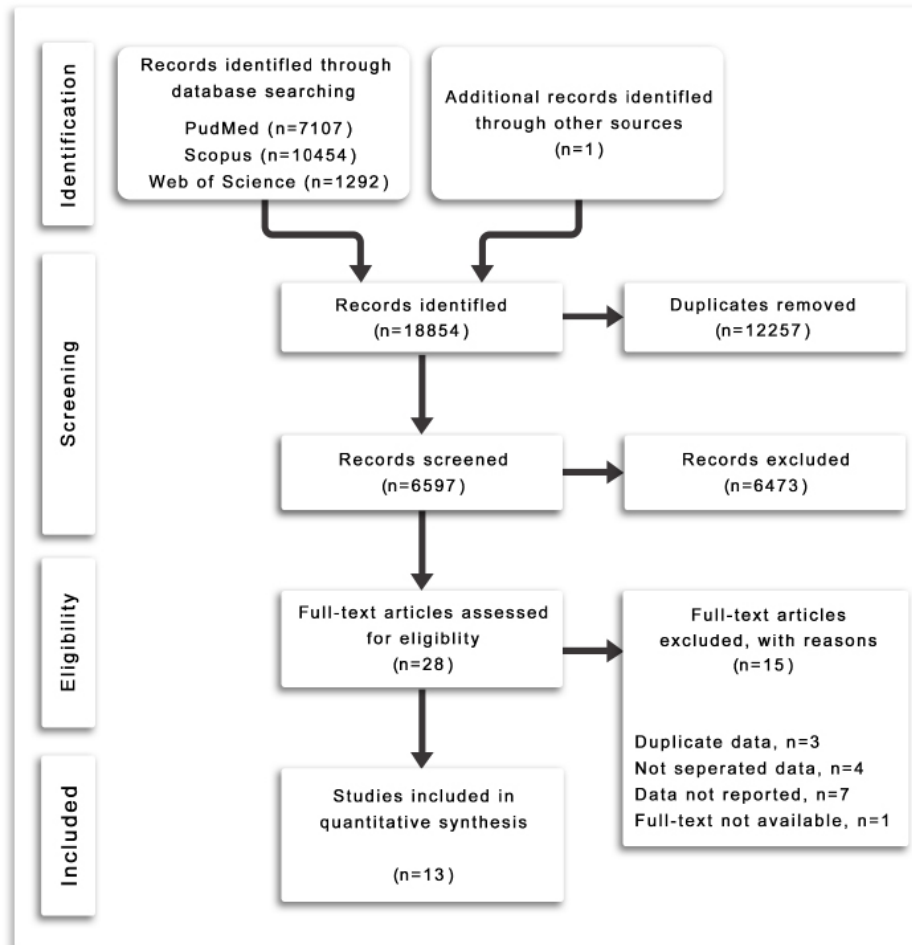 Identification
Records identified through
database searching
PudMed (n=7107)
Scopus (n=10454)
Web of Science (n=1292)
Additional records identified
through other sources
(n=1)
Screening
Records identified
(n=18854)
Duplicates removed
(n=12257)
Records screened
(n=6597)
Records excluded
(n=6473)
Eligibility
Full-text articles assessed
for eligiblity
(n=28)
Full-text articles
excluded, with reasons
(n=15)
Duplicate data, n=3
Not seperated data, n=4
Data not reported, n=7
Full-text not available, n=1
Included
Studies included in
quantitative synthesis
(n=13)